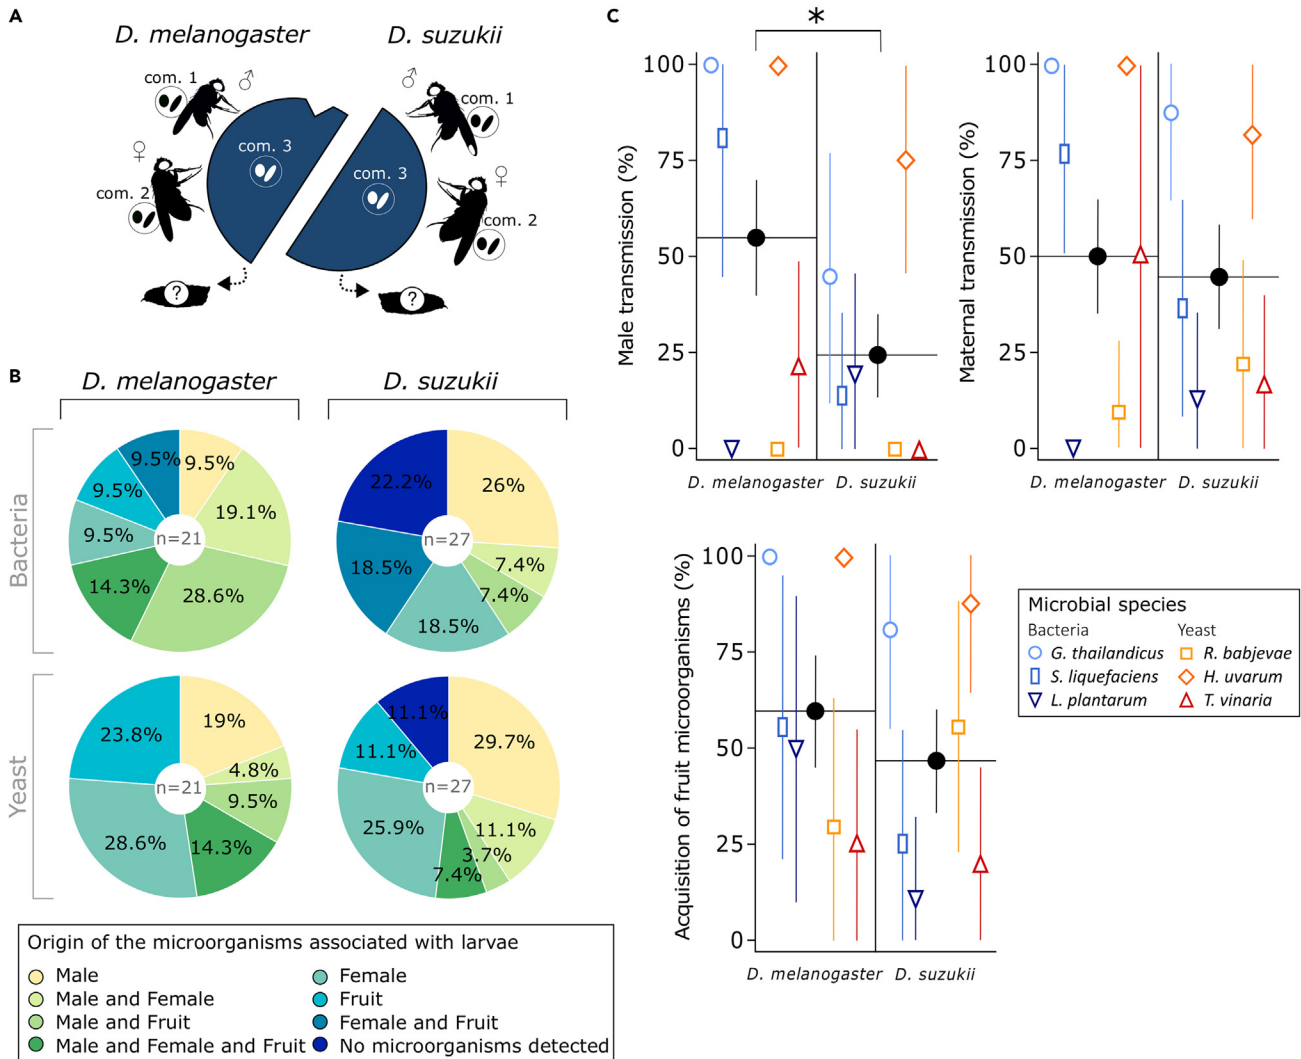 A
D. melanogaster
D. suzukii
com. 1
♂
♂
com. 1
com. 3
com. 3
♀
♀
com. 2
com. 2
?
?
B
D. melanogaster
D. suzukii
Bacteria
9.5%
9.5%
19.1%
28.6%
14.3%
9.5%
9.5%
n=21
22.2%
26%
7.4%
7.4%
18.5%
18.5%
n=27
Yeast
23.8%
19%
4.8%
9.5%
14.3%
28.6%
n=21
11.1%
29.7%
11.1%
3.7%
7.4%
25.9%
11.1%
n=27
Origin of the microorganisms associated with larvae
Male
Male and Female
Male and Fruit
Male and Female and Fruit
Female
Fruit
Female and Fruit
No microorganisms detected
C
*
Male transmission (%)
100
75
50
25
0
D. melanogaster
D. suzukii
Maternal transmission (%)
100
75
50
25
0
D. melanogaster
D. suzukii
Acquisition of fruit microorganisms (%)
100
75
50
25
0
D. melanogaster
D. suzukii
Microbial species
Bacteria
G. thailandicus
S. liquefaciens
L. plantarum
Yeast
R. babjevae
H. uvarum
T. vinaria